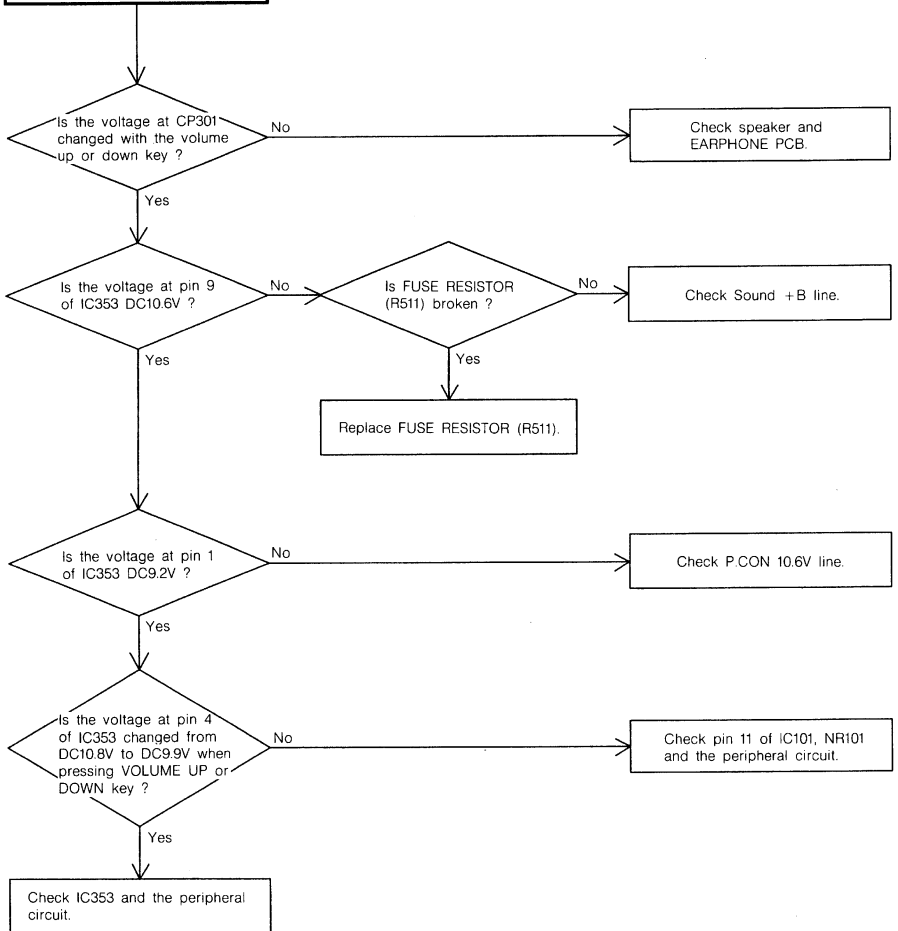 Is the voltage at CP301
changed with the volume
up or down key ?
No
Check speaker and
EARPHONE PCB.
Yes
Is the voltage at pin 9
of IC353 DC10.6V ?
No
Is FUSE RESISTOR
(R511) broken ?
No
Check Sound +B line.
Yes
Yes
Replace FUSE RESISTOR (R511).
Is the voltage at pin 1
of IC353 DC9.2V ?
No
Check P.CON 10.6V line.
Yes
Is the voltage at pin 4
of IC353 changed from
DC10.8V to DC9.9V when
pressing VOLUME UP or
DOWN key ?
No
Check pin 11 of IC101, NR101
and the peripheral circuit.
Yes
Check IC353 and the peripheral
circuit.